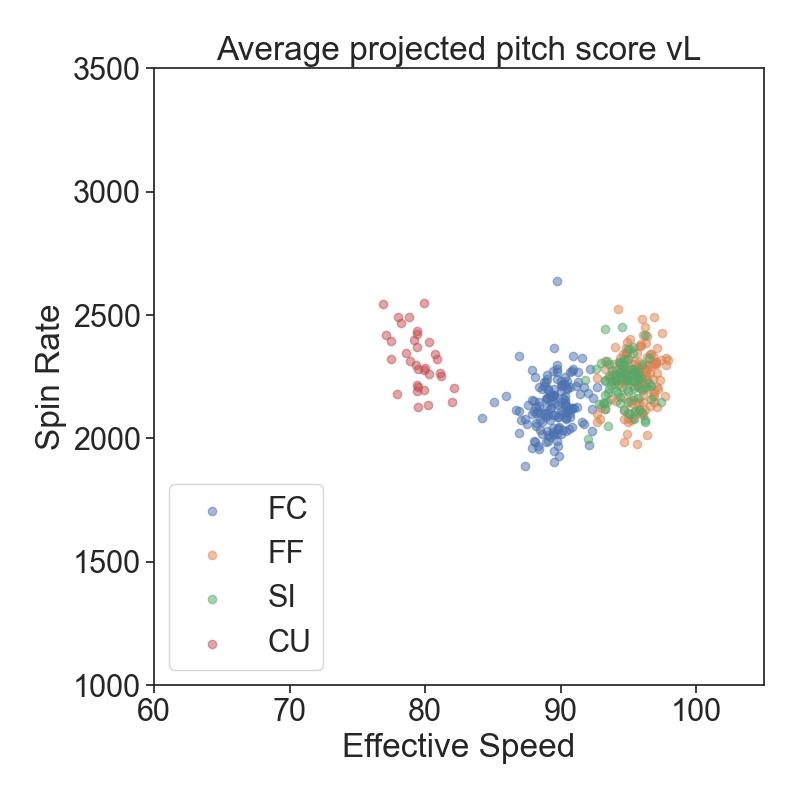 Average projected pitch score vL
3500
3000
2500
2000
1500
1000
Spin Rate
FC
FF
SI
CU
60 70 80 90 100
Effective Speed